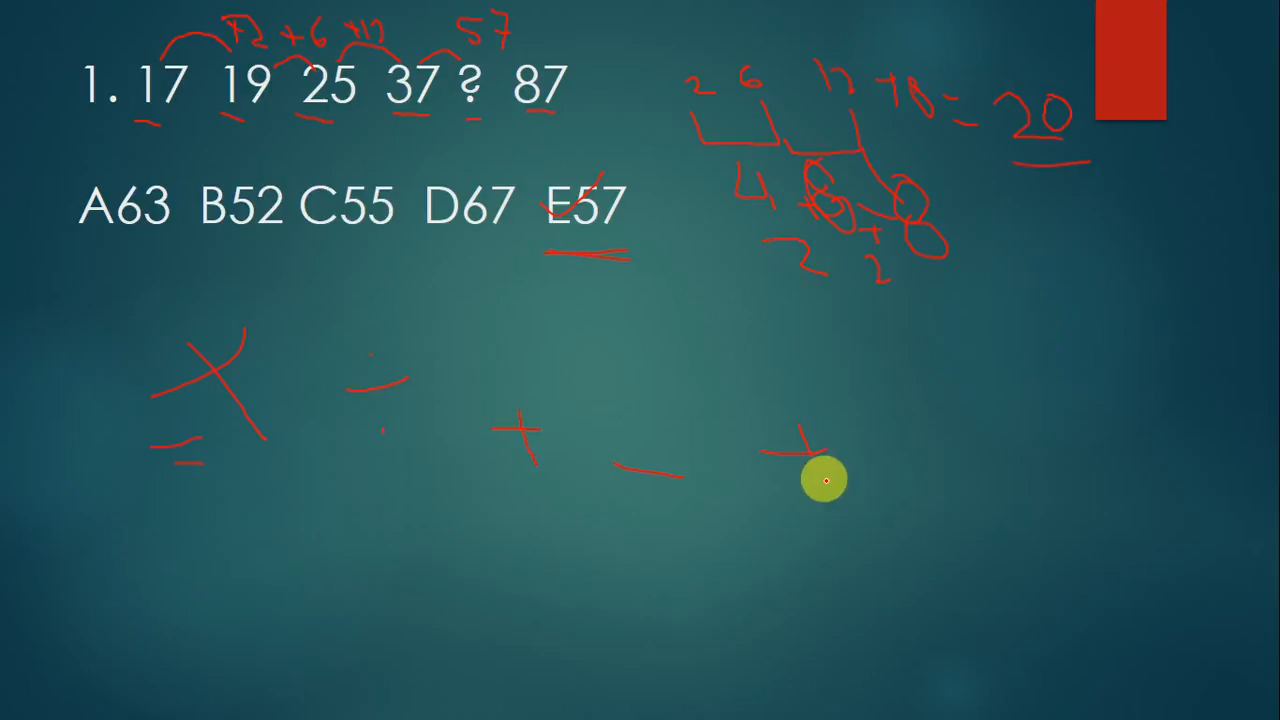 +2 +6 +12 57
1. 17 19 25 37 ? 87
2 6 12 +8 = 20
A63 B52 C55 D67 E57
4 6 8
2 + 2
× ÷ + −